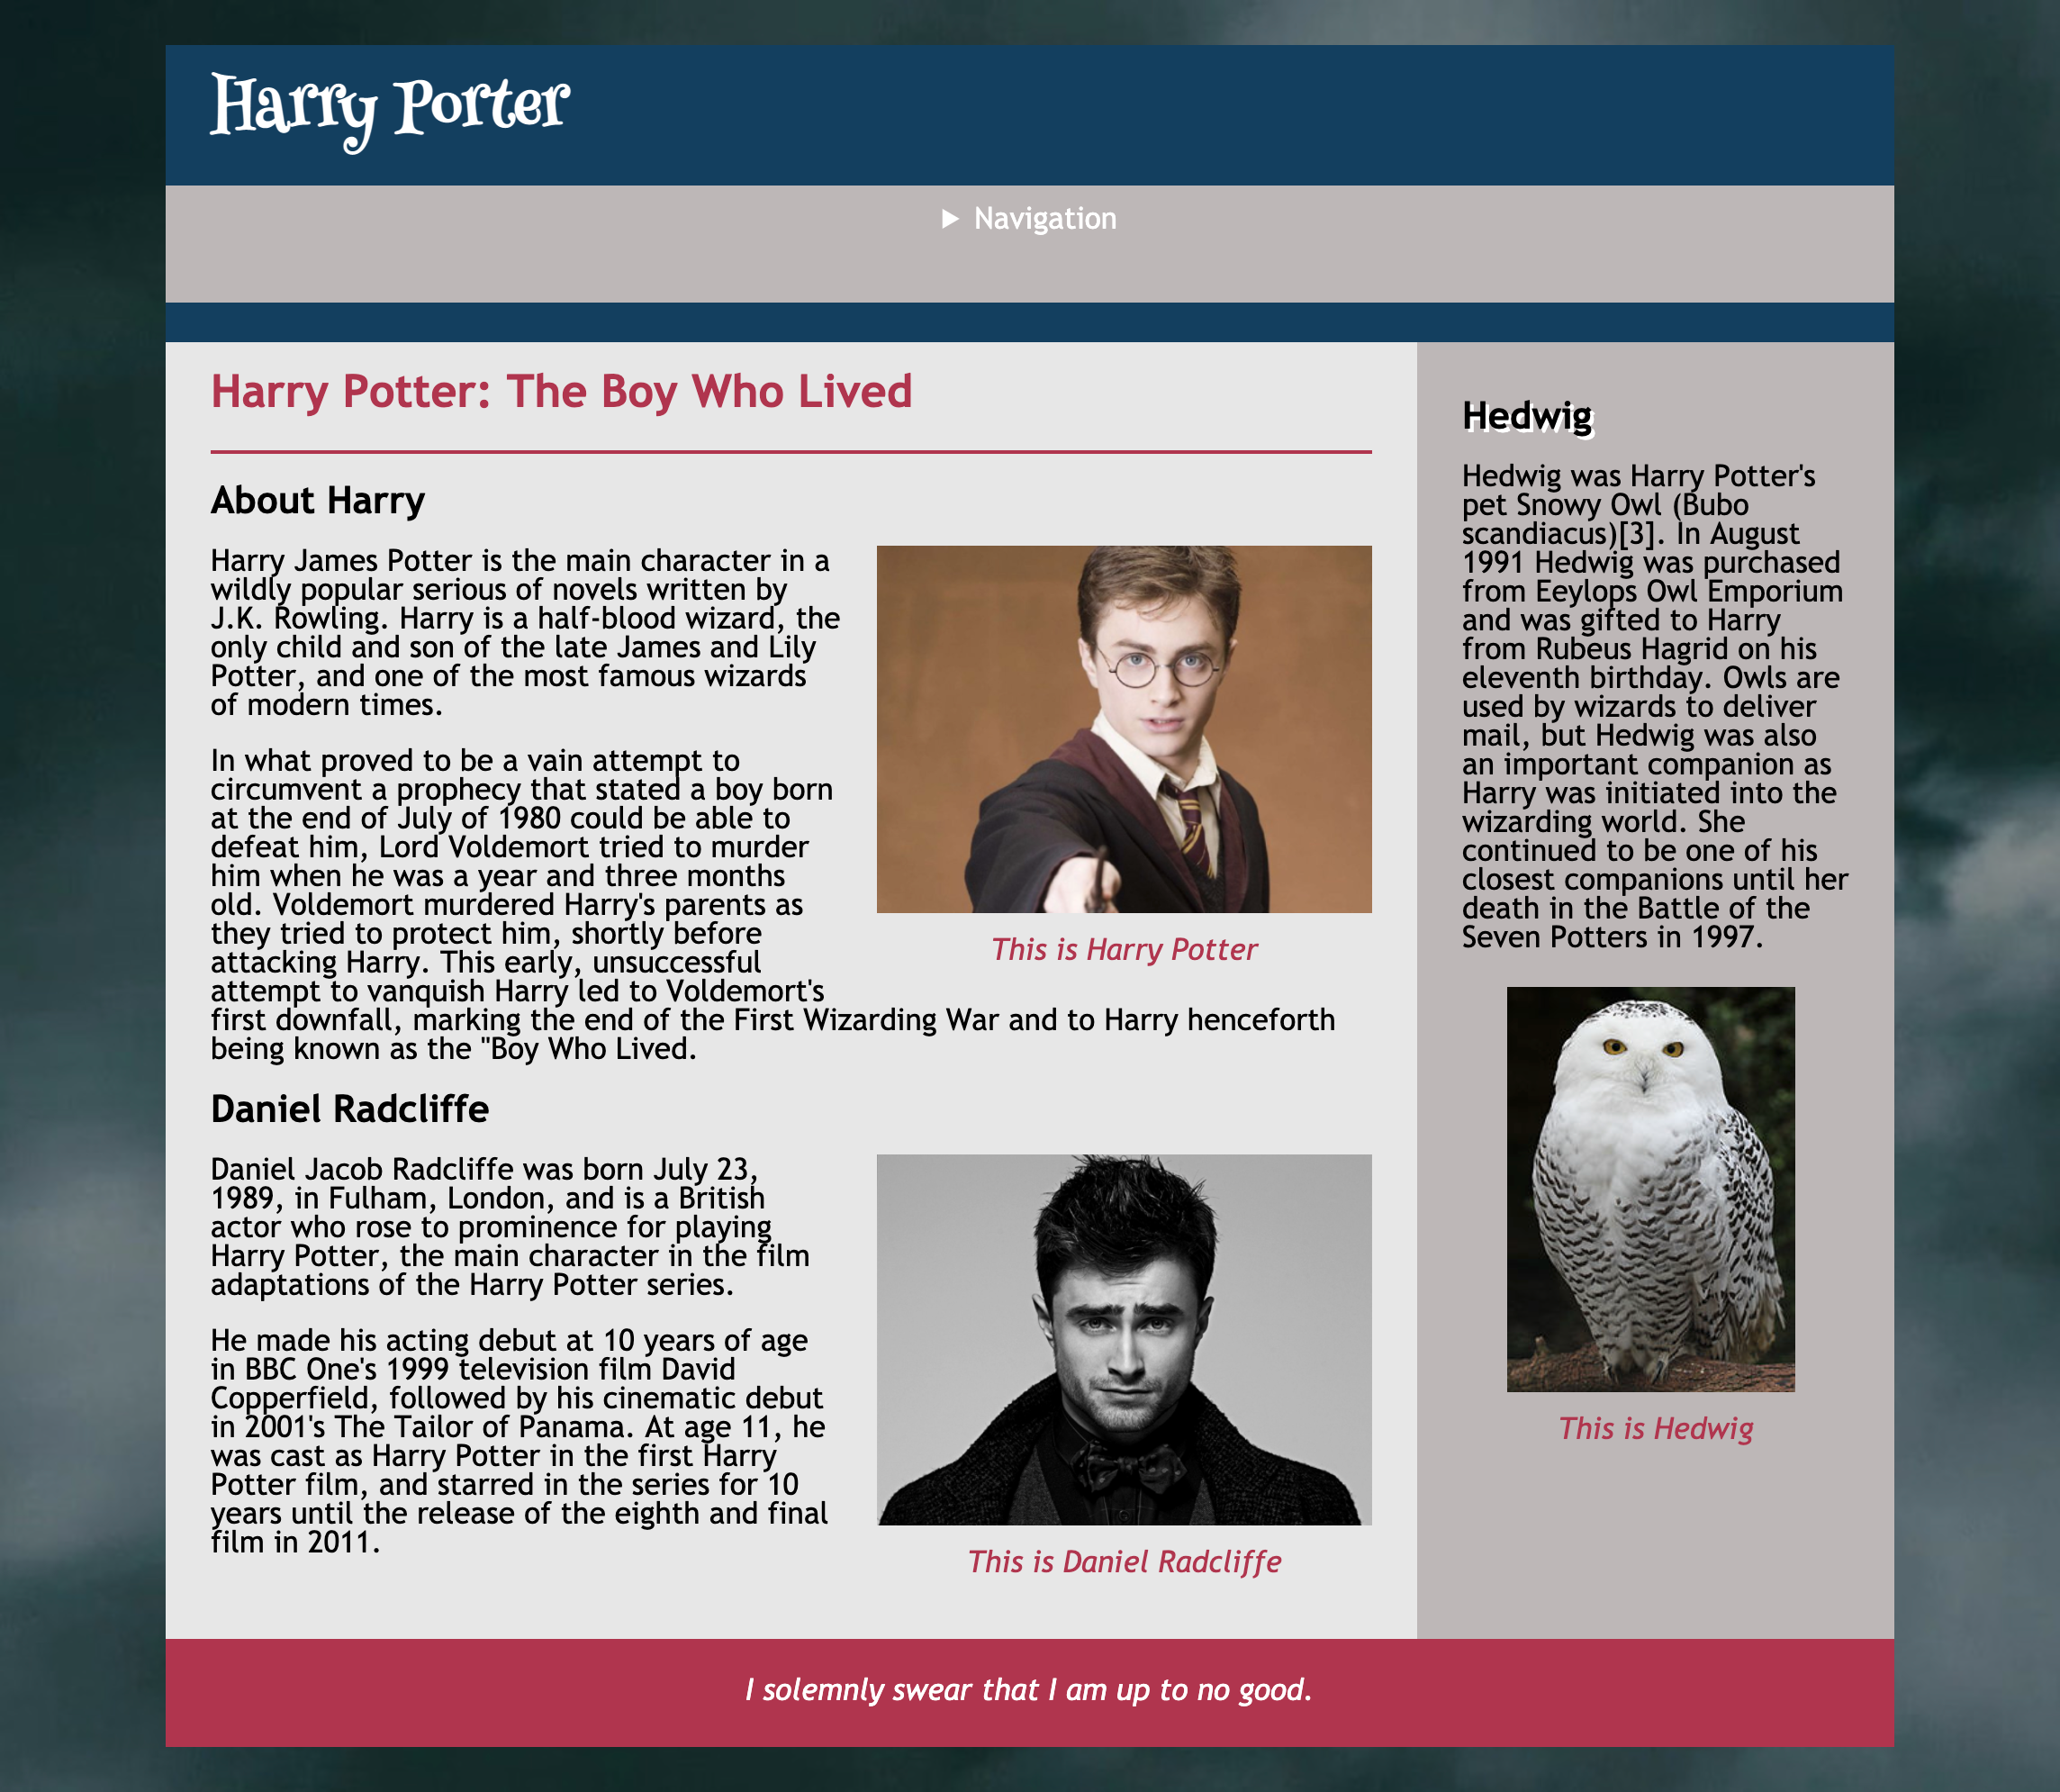 Harry Porter
▶ Navigation
Harry Potter: The Boy Who Lived
About Harry
Harry James Potter is the main character in a
wildly popular serious of novels written by
J.K. Rowling. Harry is a half-blood wizard, the
only child and son of the late James and Lily
Potter, and one of the most famous wizards
of modern times.
In what proved to be a vain attempt to
circumvent a prophecy that stated a boy born
at the end of July of 1980 could be able to
defeat him, Lord Voldemort tried to murder
him when he was a year and three months
old. Voldemort murdered Harry's parents as
they tried to protect him, shortly before
attacking Harry. This early, unsuccessful
attempt to vanquish Harry led to Voldemort's
first downfall, marking the end of the First Wizarding War and to Harry henceforth
being known as the "Boy Who Lived.
This is Harry Potter
Daniel Radcliffe
Daniel Jacob Radcliffe was born July 23,
1989, in Fulham, London, and is a British
actor who rose to prominence for playing
Harry Potter, the main character in the film
adaptations of the Harry Potter series.
He made his acting debut at 10 years of age
in BBC One's 1999 television film David
Copperfield, followed by his cinematic debut
in 2001's The Tailor of Panama. At age 11, he
was cast as Harry Potter in the first Harry
Potter film, and starred in the series for 10
years until the release of the eighth and final
film in 2011.
This is Daniel Radcliffe
Hedwig
Hedwig was Harry Potter's
pet Snowy Owl (Bubo
scandiacus)[3]. In August
1991 Hedwig was purchased
from Eeylops Owl Emporium
and was gifted to Harry
from Rubeus Hagrid on his
eleventh birthday. Owls are
used by wizards to deliver
mail, but Hedwig was also
an important companion as
Harry was initiated into the
wizarding world. She
continued to be one of his
closest companions until her
death in the Battle of the
Seven Potters in 1997.
This is Hedwig
I solemnly swear that I am up to no good.